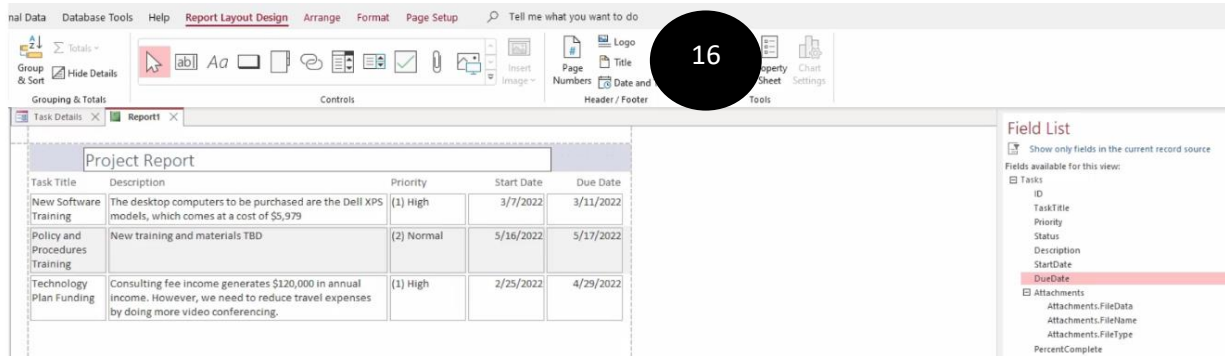 nal Data Database Tools Help Report Layout Design Arrange Format Page Setup Tell me what you want to do
Group & Sort
Totals
Hide Details
Grouping & Totals
ab
Aa
Controls
Insert Image
Page Numbers
Logo
Title
Date and
Header / Footer
16
Sheet
Chart Settings
Tools
Task Details Report1
Project Report
Task Title Description Priority Start Date Due Date
New Software Training
The desktop computers to be purchased are the Dell XPS
models, which comes at a cost of $5,979
(1) High 3/7/2022 3/11/2022
Policy and Procedures Training
New training and materials TBD
(2) Normal 5/16/2022 5/17/2022
Technology Plan Funding
Consulting fee income generates $120,000 in annual
income. However, we need to reduce travel expenses
by doing more video conferencing.
(1) High 2/25/2022 4/29/2022
Field List
Show only fields in the current record source
Fields available for this view:
Tasks
ID
TaskTitle
Priority
Status
Description
StartDate
DueDate
Attachments
Attachments.FileData
Attachments.FileName
Attachments.FileType
PercentComplete